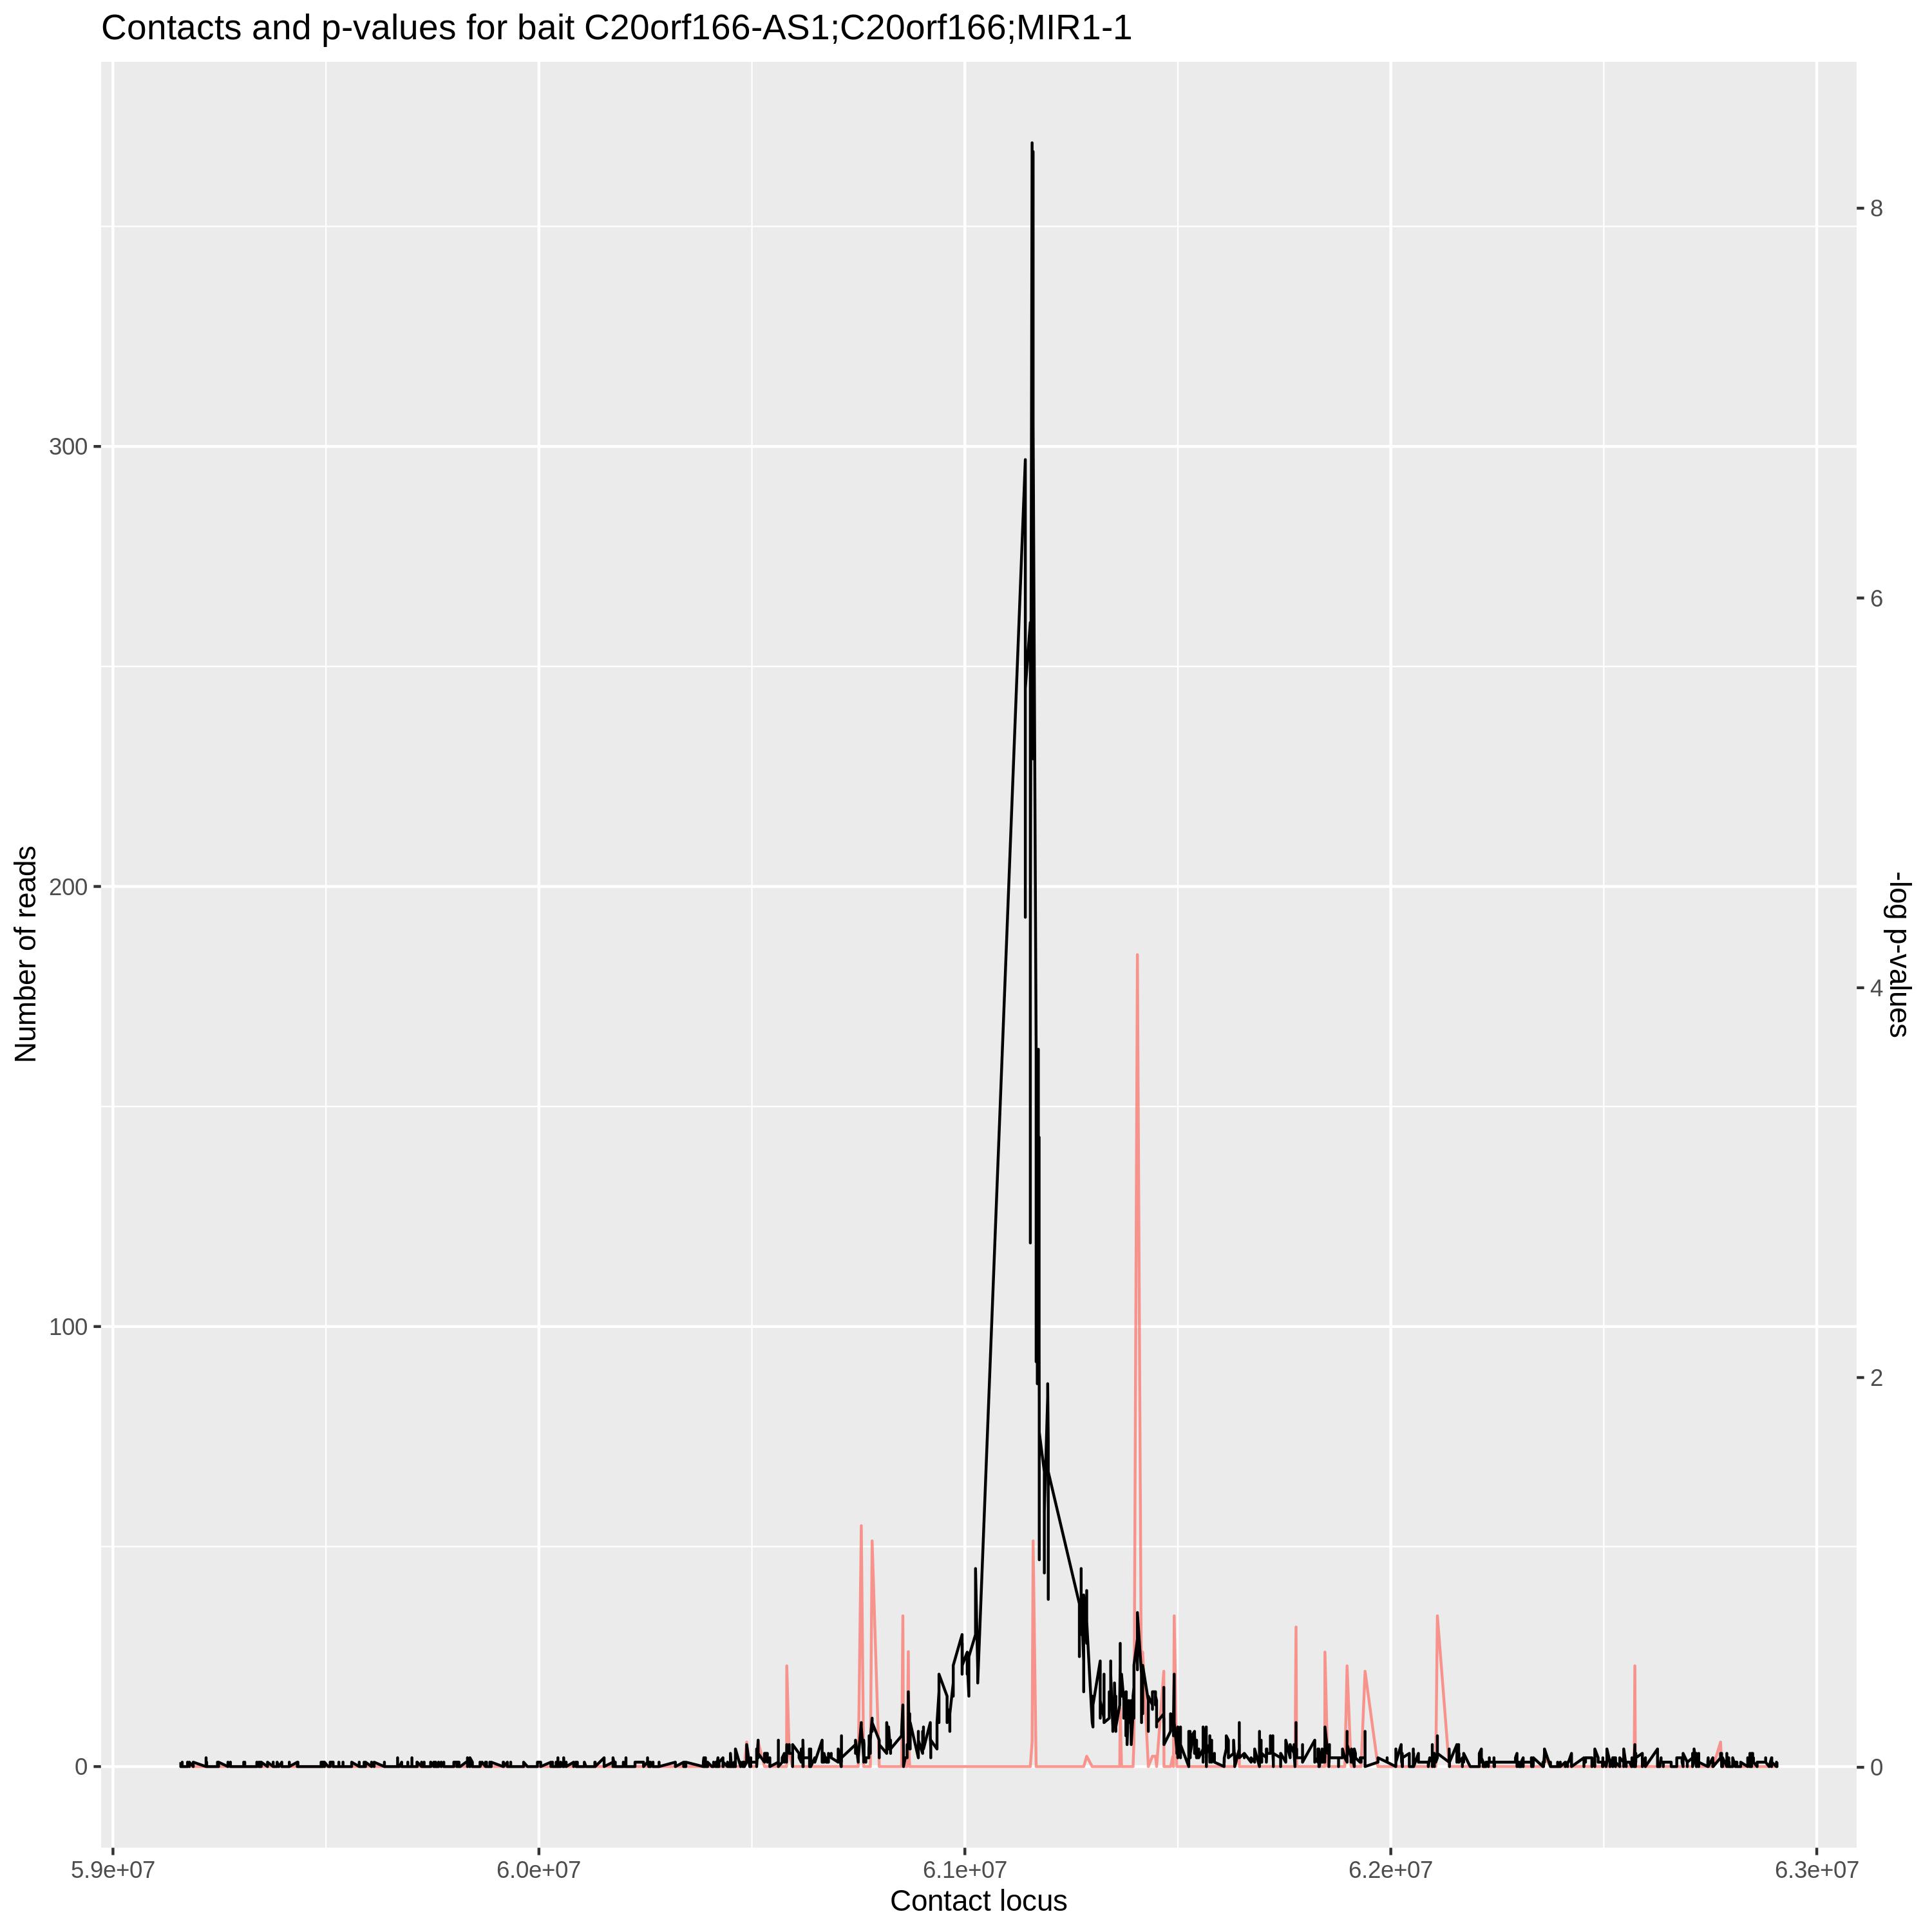 Contacts and p-values for bait C20orf166-AS1;C20orf166;MIR1-1
Number of reads
300
200
100
0
8
6
4
2
0
-log p-values
5.9e+07 6.0e+07 6.1e+07 6.2e+07 6.3e+07
Contact locus